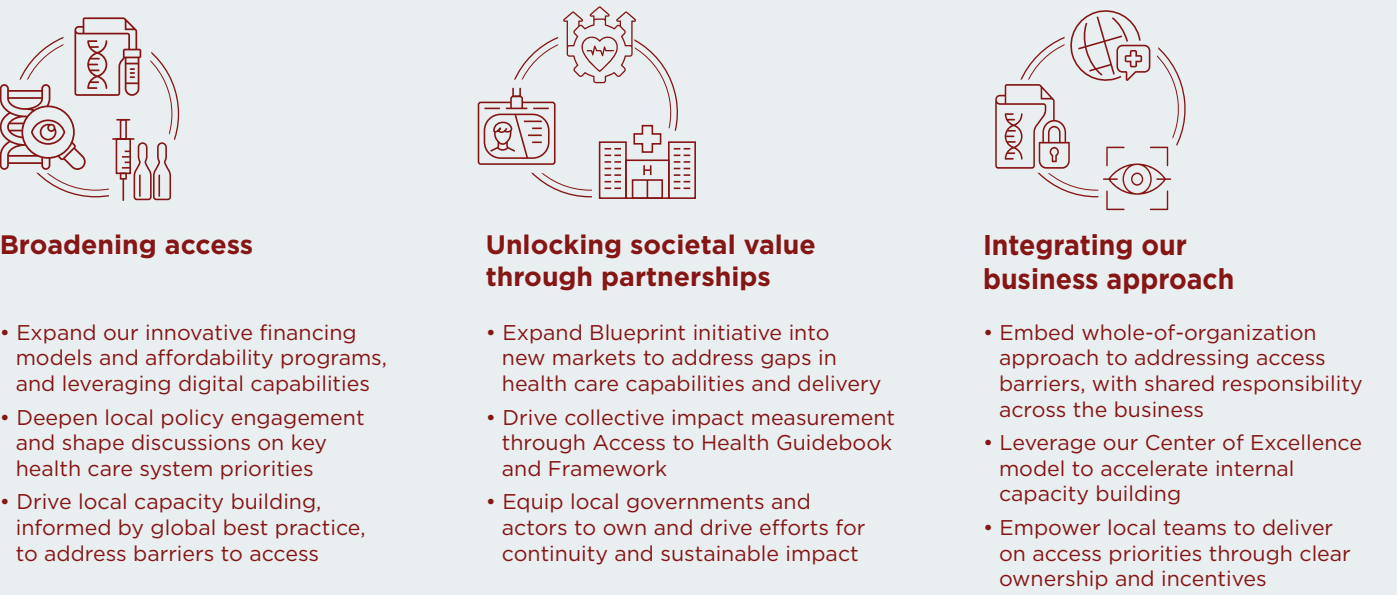 H
Broadening access
• Expand our innovative financing
models and affordability programs,
and leveraging digital capabilities
• Deepen local policy engagement
and shape discussions on key
health care system priorities
• Drive local capacity building,
informed by global best practice,
to address barriers to access
Unlocking societal value
through partnerships
• Expand Blueprint initiative into
new markets to address gaps in
health care capabilities and delivery
• Drive collective impact measurement
through Access to Health Guidebook
and Framework
• Equip local governments and
actors to own and drive efforts for
continuity and sustainable impact
Integrating our
business approach
• Embed whole-of-organization
approach to addressing access
barriers, with shared responsibility
across the business
• Leverage our Center of Excellence
model to accelerate internal
capacity building
• Empower local teams to deliver
on access priorities through clear
ownership and incentives